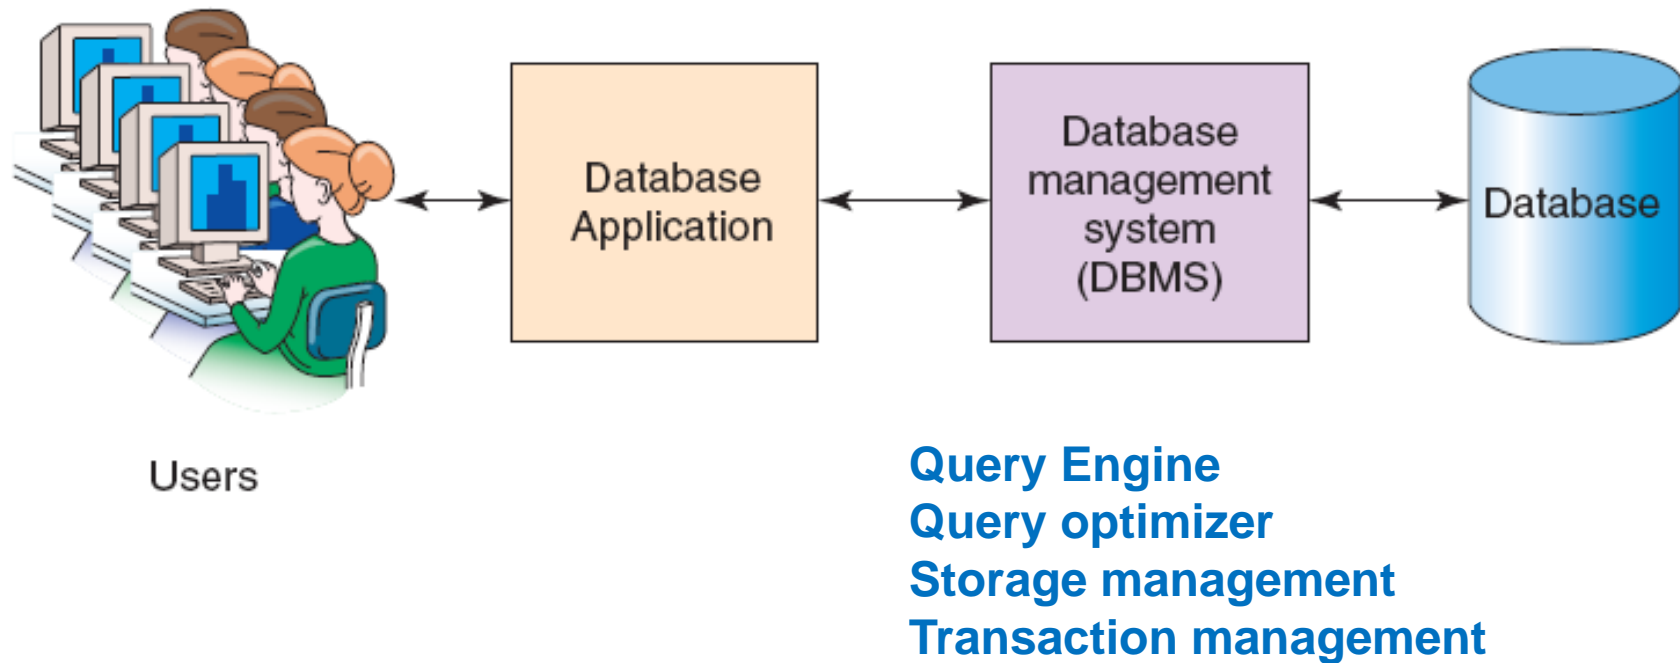 Users
Database
Application
Database
management
system
(DBMS)
Database
Query Engine
Query optimizer
Storage management
Transaction management